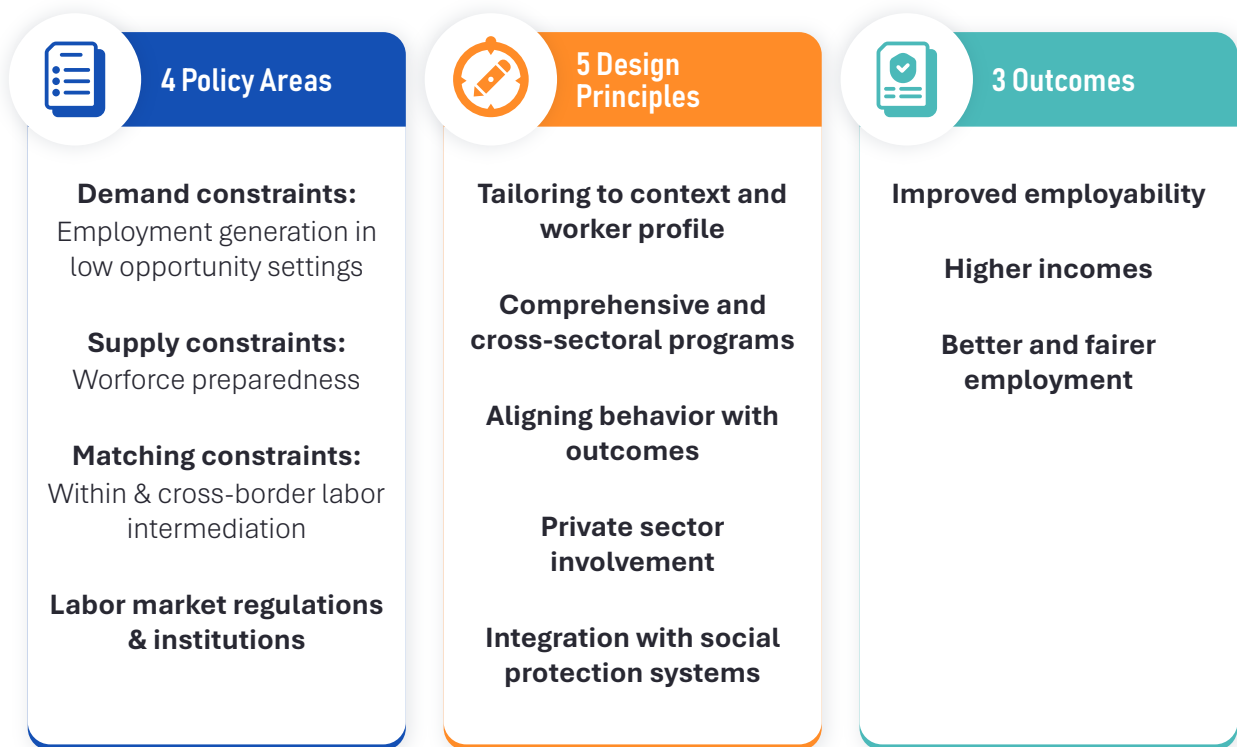 4 Policy Areas
Demand constraints:
Employment generation in
low opportunity settings
Supply constraints:
Worforce preparedness
Matching constraints:
Within & cross-border labor
intermediation
Labor market regulations
& institutions
5 Design
Principles
Tailoring to context and
worker profile
Comprehensive and
cross-sectoral programs
Aligning behavior with
outcomes
Private sector
involvement
Integration with social
protection systems
3 Outcomes
Improved employability
Higher incomes
Better and fairer
employment